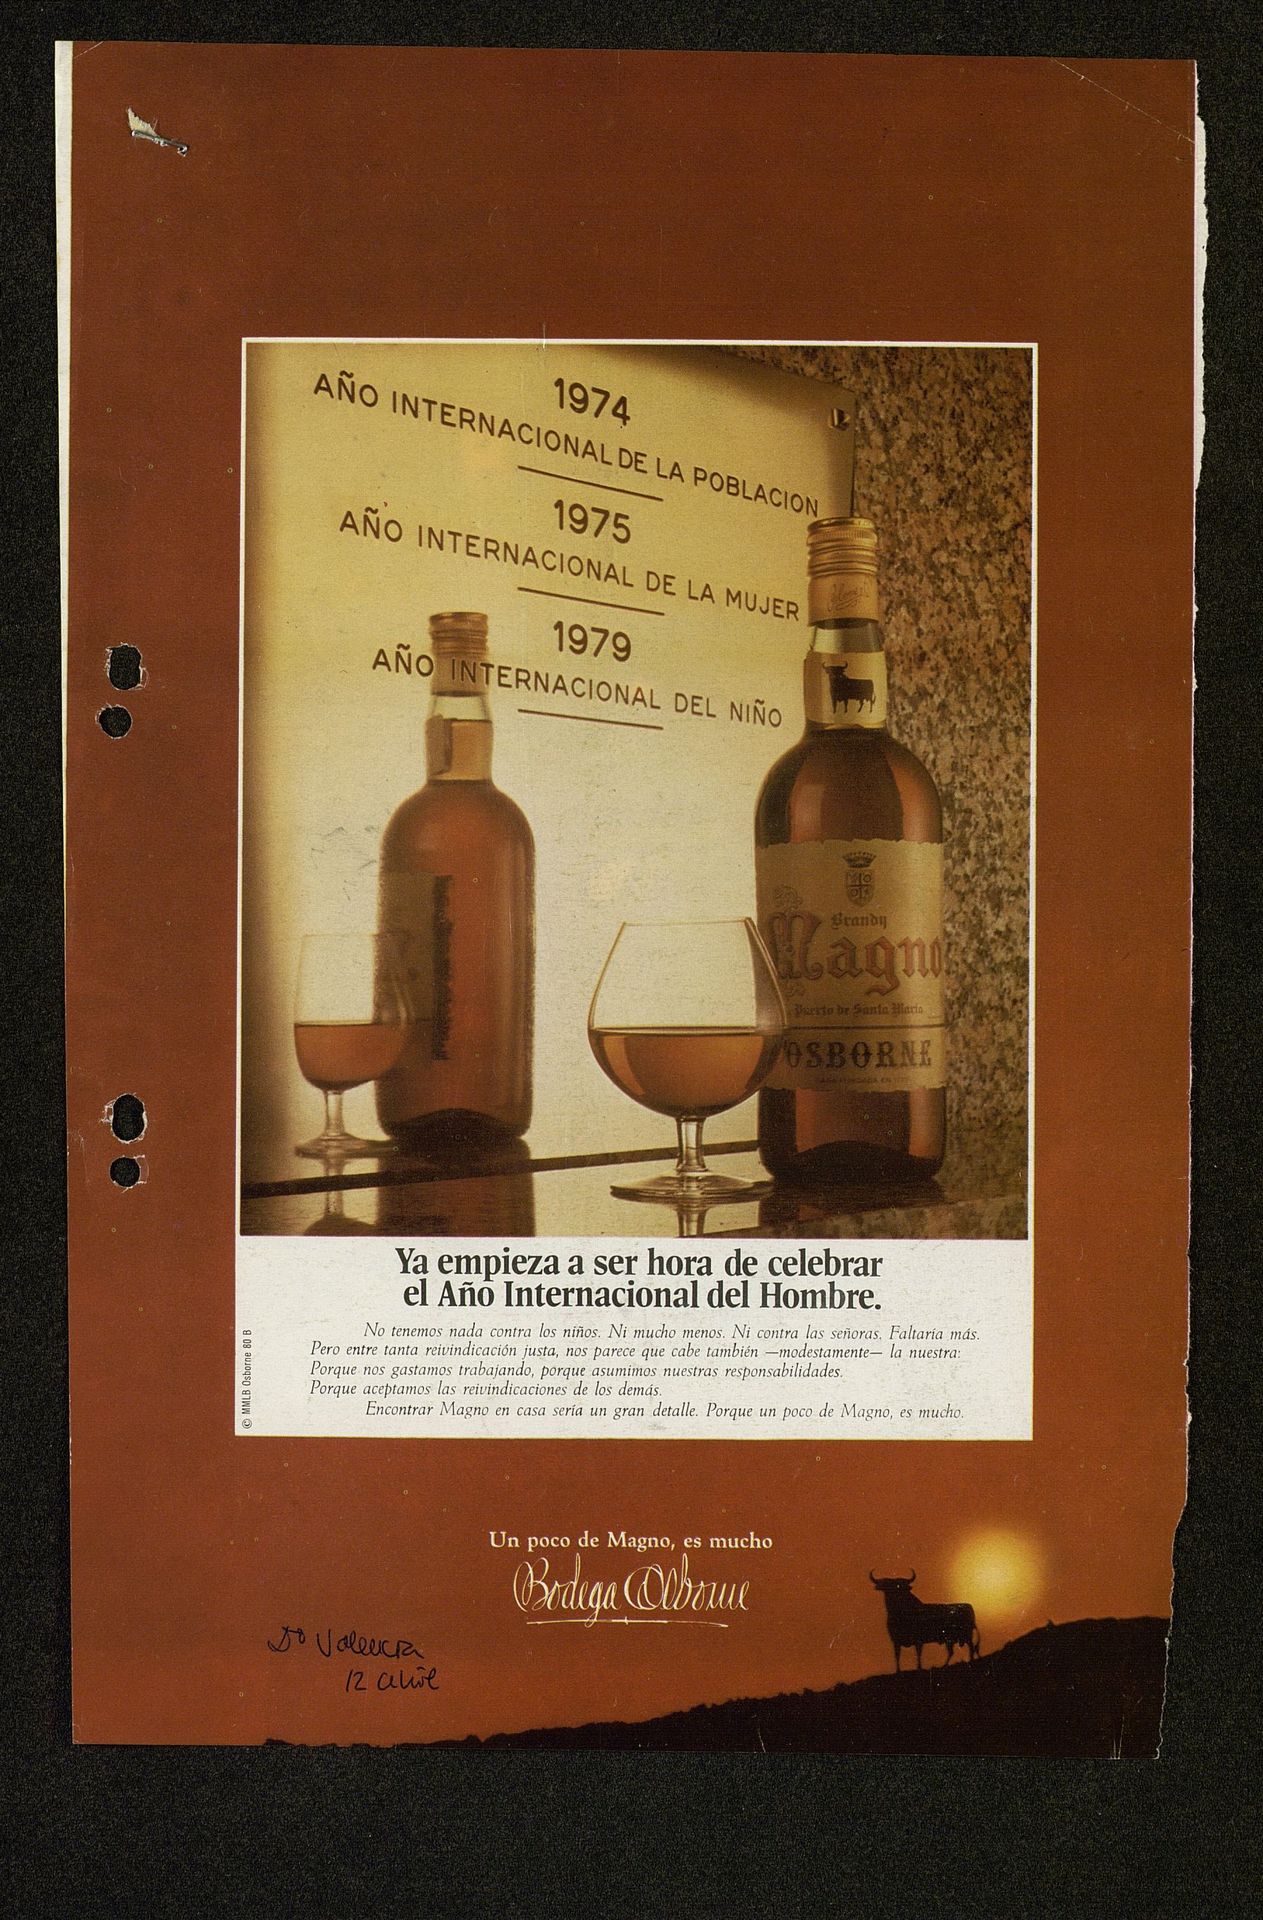 1974
AÑO INTERNACIONAL DE LA POBLACION
1975
AÑO INTERNACIONAL DE LA MUJER
1979
AÑO INTERNACIONAL DEL NIÑO
Brandy
Magno
Puerto de Santa Maria
OSBORNE
Ya empieza a ser hora de celebrar
el Año Internacional del Hombre.
No tenemos nada contra los niños. Ni mucho menos. Ni contra las señoras. Faltaría más.
Pero entre tanta reivindicación justa, nos parece que cabe también —modestamente— la nuestra:
Porque nos gastamos trabajando, porque asumimos nuestras responsabilidades.
Porque aceptamos las reivindicaciones de los demás.
Encontrar Magno en casa sería un gran detalle. Porque un poco de Magno, es mucho.
© MMLB Osborne 80 B
Un poco de Magno, es mucho
Bodega Osborne
Do Valencia
12 abril